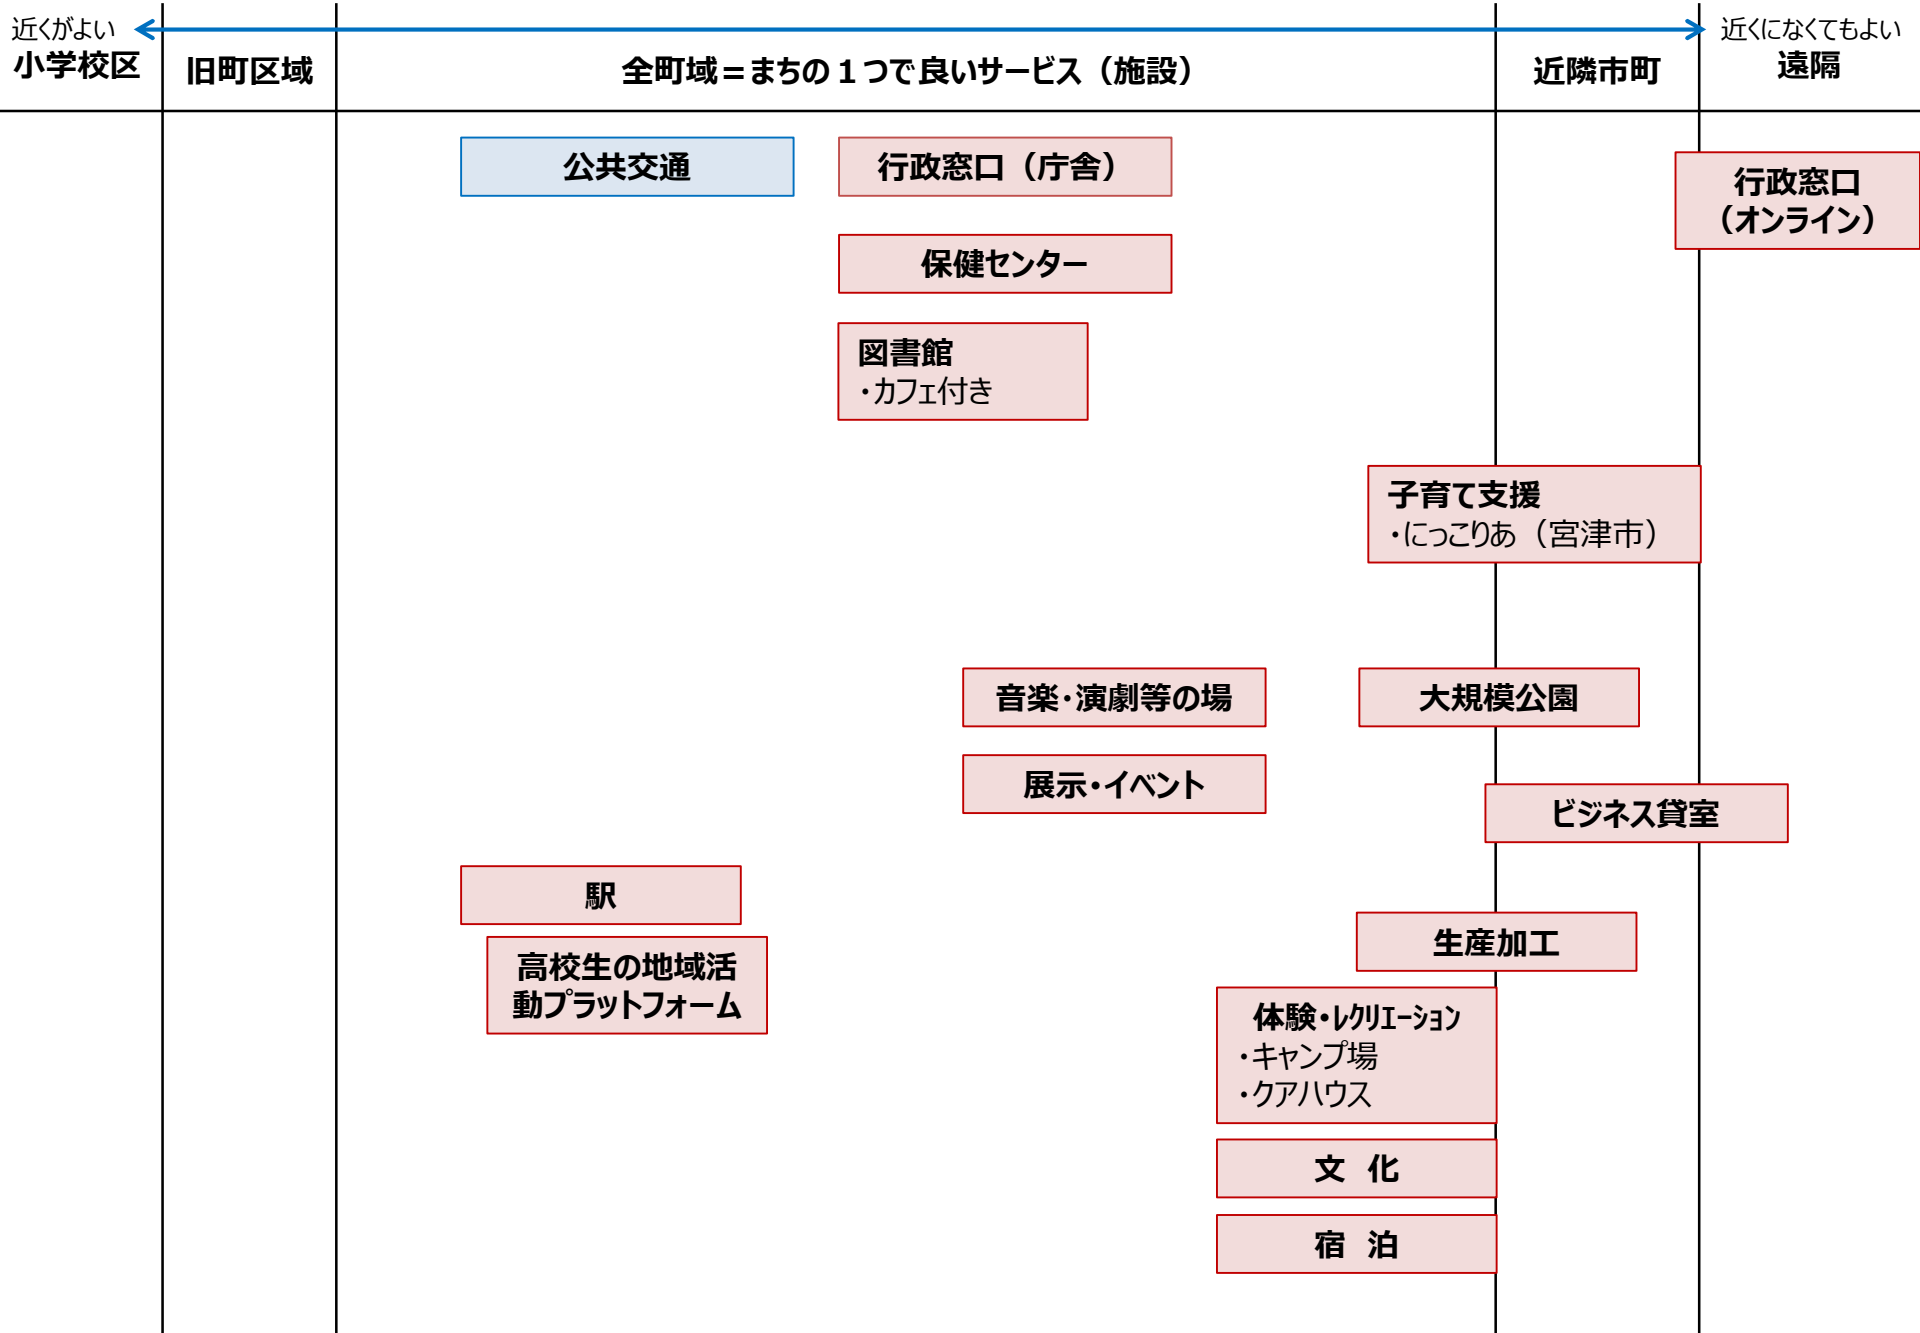 近くがよい
近くになくてもよい
小学校区
旧町区域
全町域=まちの1つで良いサービス（施設）
近隣市町
遠隔
公共交通
行政窓口（庁舎）
行政窓口
（オンライン）
保健センター
図書館
・カフェ付き
子育て支援
・にっこりあ（宮津市）
音楽・演劇等の場
大規模公園
展示・イベント
ビジネス貸室
駅
高校生の地域活
動プラットフォーム
生産加工
体験・ﾚｸﾘｴｰｼｮﾝ
・キャンプ場
・クアハウス
文 化
宿 泊